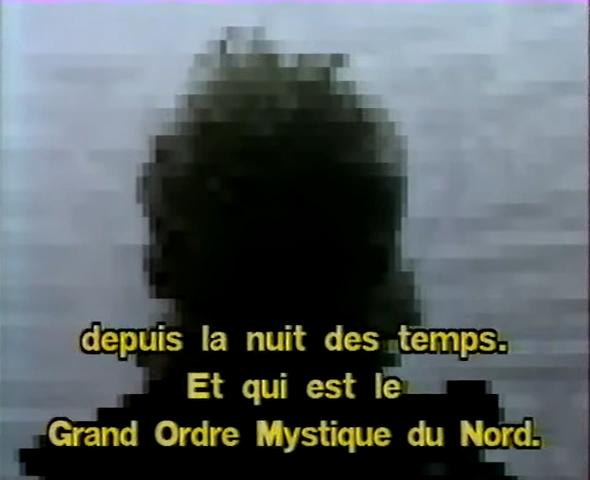 depuis la nuit des temps.
Et qui est le
Grand Ordre Mystique du Nord.